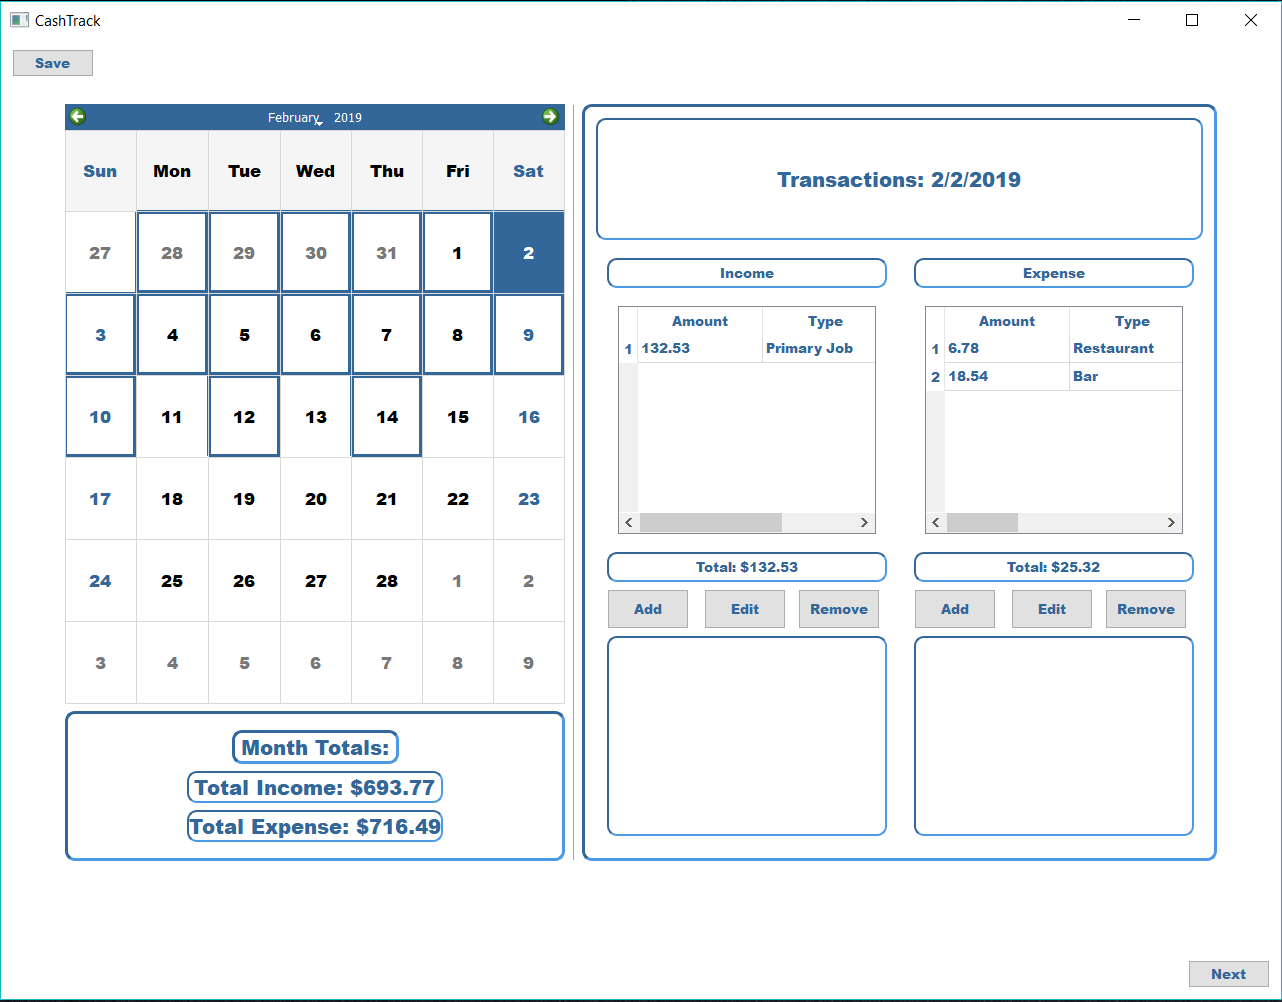 CashTrack
Save
February 2019
Sun Mon Tue Wed Thu Fri Sat
27 28 29 30 31 1 2
3 4 5 6 7 8 9
10 11 12 13 14 15 16
17 18 19 20 21 22 23
24 25 26 27 28 1 2
3 4 5 6 7 8 9
Month Totals:
Total Income: $693.77
Total Expense: $716.49
Transactions: 2/2/2019
Income
Amount Type
1 132.53 Primary Job
Total: $132.53
Add Edit Remove
Expense
Amount Type
1 6.78 Restaurant
2 18.54 Bar
Total: $25.32
Add Edit Remove
Next